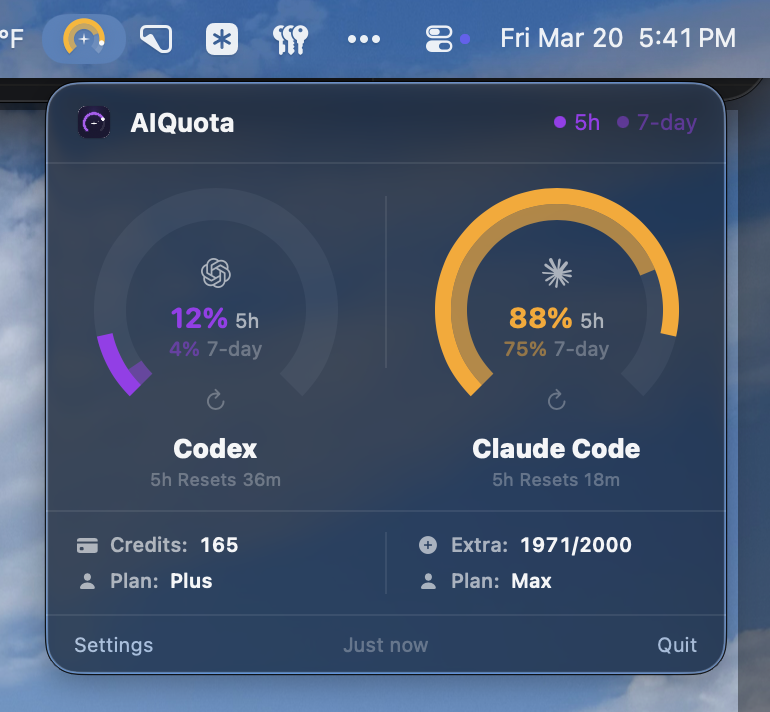 °F Fri Mar 20 5:41 PM
AIQuota 5h 7-day
12% 5h
4% 7-day
Codex
5h Resets 36m
88% 5h
75% 7-day
Claude Code
5h Resets 18m
Credits: 165
Plan: Plus
Extra: 1971/2000
Plan: Max
Settings Just now Quit